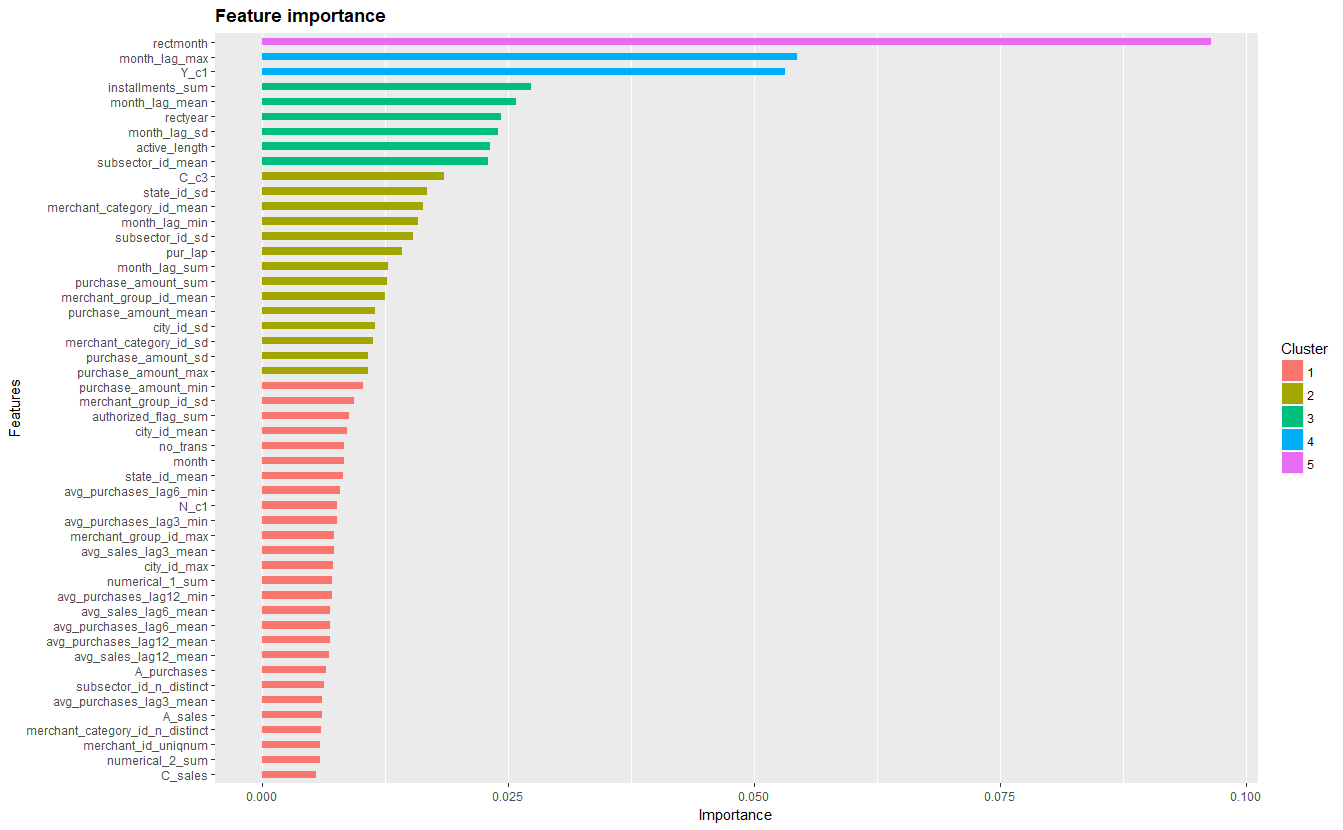 Feature importance
rectmonth
month_lag_max
Y_c1
installments_sum
month_lag_mean
rectyear
month_lag_sd
active_length
subsector_id_mean
C_c3
state_id_sd
merchant_category_id_mean
month_lag_min
subsector_id_sd
pur_lap
month_lag_sum
purchase_amount_sum
merchant_group_id_mean
purchase_amount_mean
city_id_sd
merchant_category_id_sd
purchase_amount_sd
purchase_amount_max
purchase_amount_min
merchant_group_id_sd
authorized_flag_sum
city_id_mean
no_trans
month
state_id_mean
avg_purchases_lag6_min
N_c1
avg_purchases_lag3_min
merchant_group_id_max
avg_sales_lag3_mean
city_id_max
numerical_1_sum
avg_purchases_lag12_min
avg_sales_lag6_mean
avg_purchases_lag6_mean
avg_purchases_lag12_mean
avg_sales_lag12_mean
A_purchases
subsector_id_n_distinct
avg_purchases_lag3_mean
A_sales
merchant_category_id_n_distinct
merchant_id_uniqnum
numerical_2_sum
C_sales
Features
0.000 0.025 0.050 0.075 0.100
Importance
Cluster
1
2
3
4
5